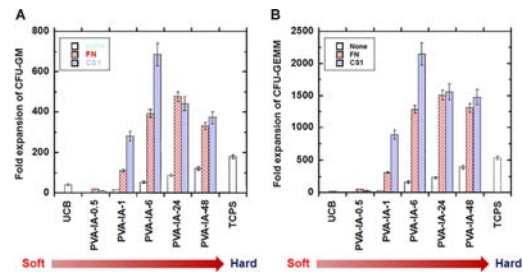 A
Fold expansion of CFU-GM
800
600
400
200
0
None
FN
CS1
UCB
PVA-IA-0.5
PVA-IA-1
PVA-IA-6
PVA-IA-24
PVA-IA-48
TCPS
Soft
Hard
B
Fold expansion of CFU-GEMM
2500
2000
1500
1000
500
0
None
FN
CS1
UCB
PVA-IA-0.5
PVA-IA-1
PVA-IA-6
PVA-IA-24
PVA-IA-48
TCPS
Soft
Hard